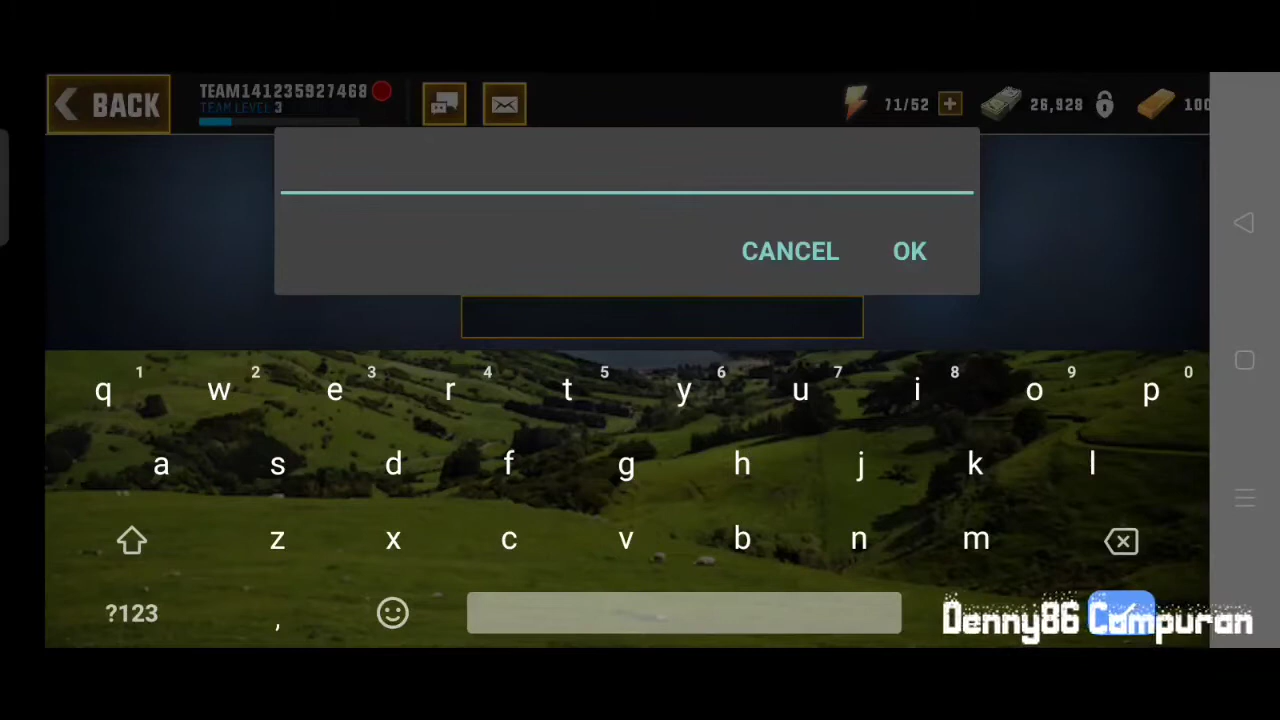 BACK
TEAM141235927468
TEAM LEVEL 3
71/52
26,928
100
CANCEL
OK
q 1 w 2 e 3 r 4 t 5 y 6 u 7 i 8 o 9 p 0
a s d f g h j k l
z x c v b n m
?123 ,
Denny86 Campuran